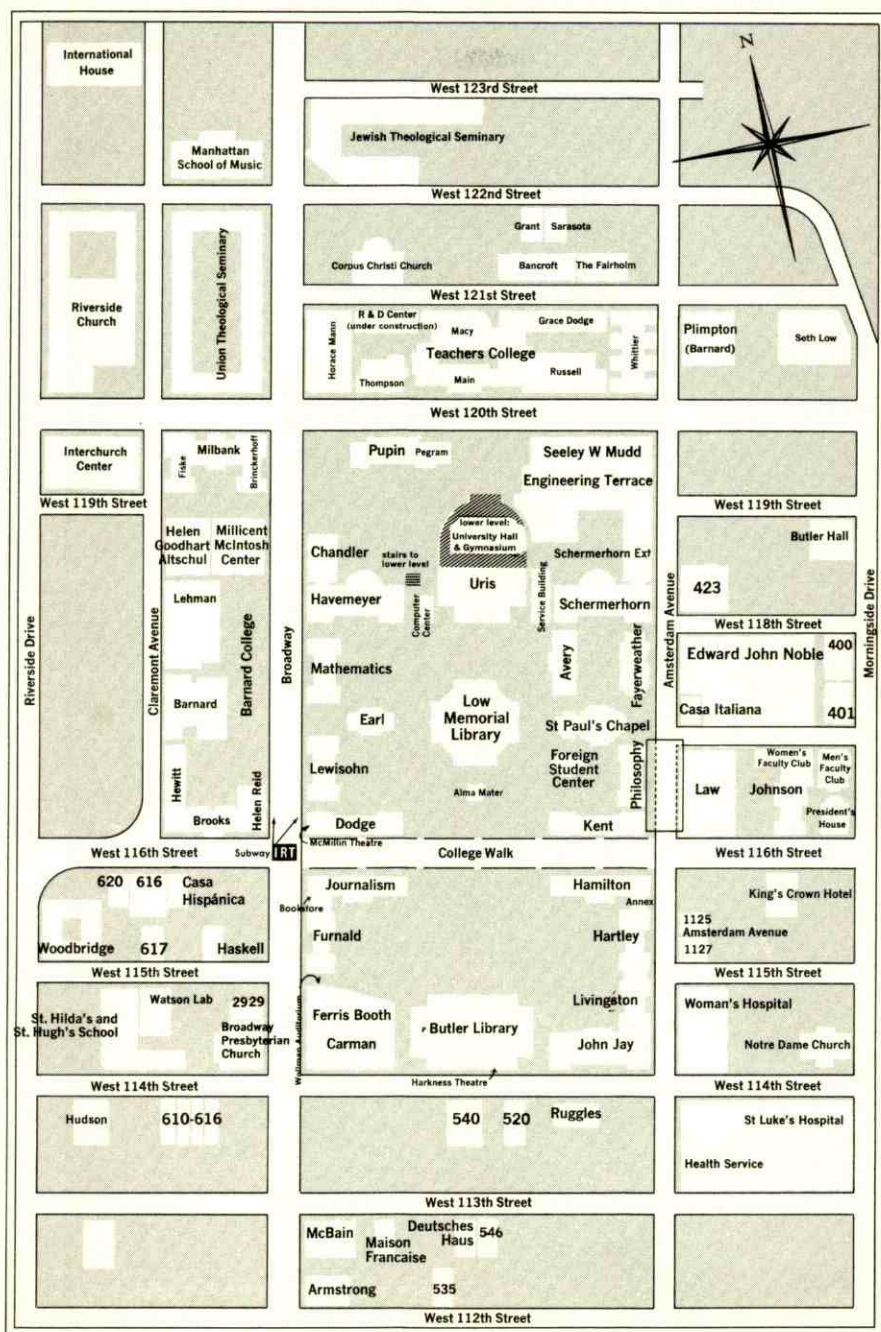 N
International
House
West 123rd Street
Jewish Theological Seminary
Manhattan
School of Music
West 122nd Street
Grant
Sarasota
Corpus Christi Church
Bancroft
The Fairholm
West 121st Street
Riverside
Church
Union Theological Seminary
R & D Center
(under construction)
Macy
Grace Dodge
Horace Mann
Teachers College
Whittier
Thompson
Main
Russell
Plimpton
(Barnard)
Seth Low
West 120th Street
Interchurch
Center
West 119th Street
Fiske
Milbank
Brinckerhoff
Pupin
Pegram
Seeley W Mudd
Engineering Terrace
West 119th Street
Helen
Goodhart
Altschul
Millicent
McIntosh
Center
Chandler
stairs to
lower level
lower level:
University Hall
& Gymnasium
Schermerhorn Ext
Butler Hall
423
Lehman
Havemeyer
Computer
Center
Uris
Service Building
Schermerhorn
West 118th Street
Riverside Drive
Claremont Avenue
Barnard College
Broadway
Amsterdam Avenue
Morningside Drive
Barnard
Mathematics
Avery
Fayerweather
Edward John Noble
400
Casa Italiana
401
Earl
Low
Memorial
Library
St Paul's Chapel
Hewitt
Lewisohn
Alma Mater
Foreign
Student
Center
Philosophy
Law
Women's
Faculty Club
Men's
Faculty
Club
Johnson
President's
House
Brooks
Helen Reid
Dodge
Kent
McMillin Theatre
West 116th Street
Subway
IRT
College Walk
West 116th Street
620
616
Casa
Hispánica
Journalism
Bookstore
Hamilton
Annex
King's Crown Hotel
Woodbridge
617
Haskell
Furnald
Hartley
1125
Amsterdam Avenue
1127
West 115th Street
West 115th Street
St. Hilda's and
St. Hugh's School
Watson Lab
2929
Broadway
Presbyterian
Church
Wollman Auditorium
Ferris Booth
Carman
Butler Library
Livingston
John Jay
Woman's Hospital
Notre Dame Church
West 114th Street
Harkness Theatre
West 114th Street
Hudson
610-616
540
520
Ruggles
St Luke's Hospital
Health Service
West 113th Street
McBain
Maison
Francaise
Deutsches
Haus
546
Armstrong
535
West 112th Street